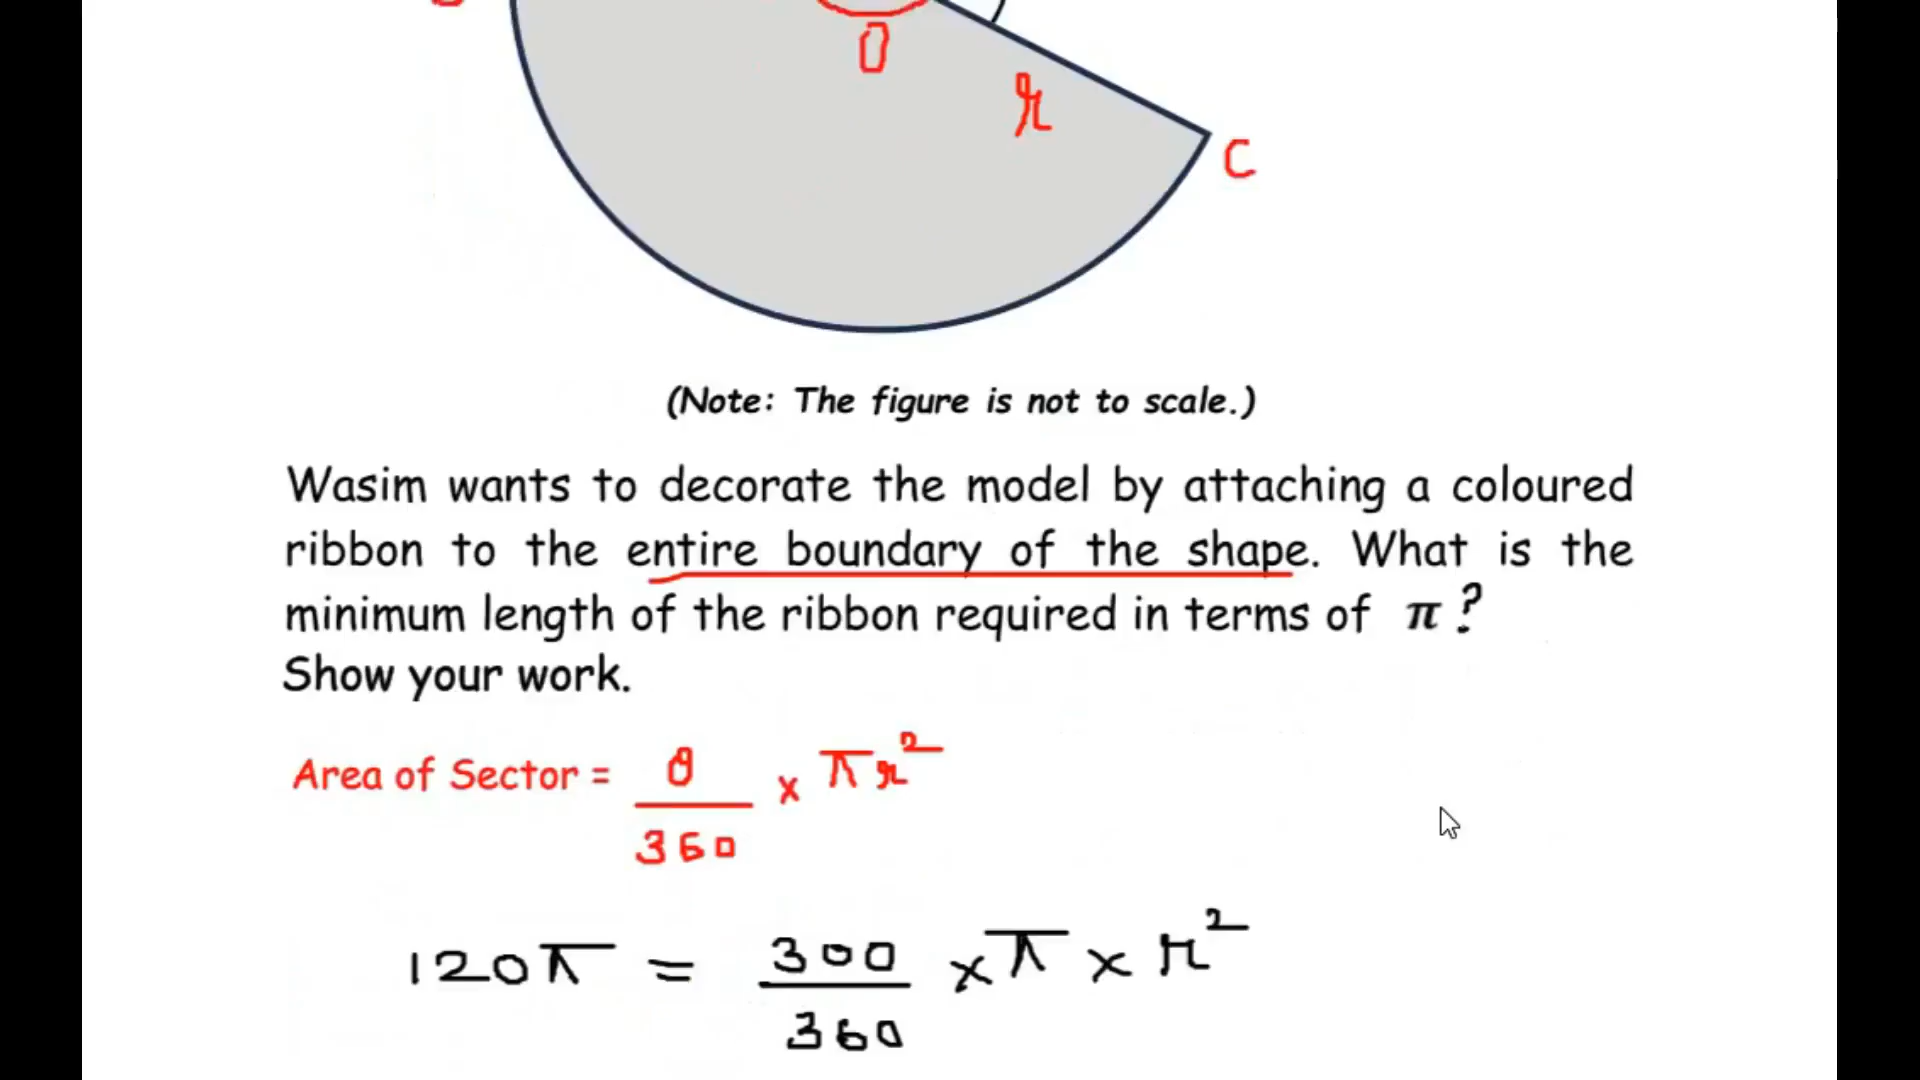 O
r
C
(Note: The figure is not to scale.)
Wasim wants to decorate the model by attaching a coloured
ribbon to the entire boundary of the shape. What is the
minimum length of the ribbon required in terms of π?
Show your work.
Area of Sector = θ/360 × πr²
120π = 300/360 × π × r²